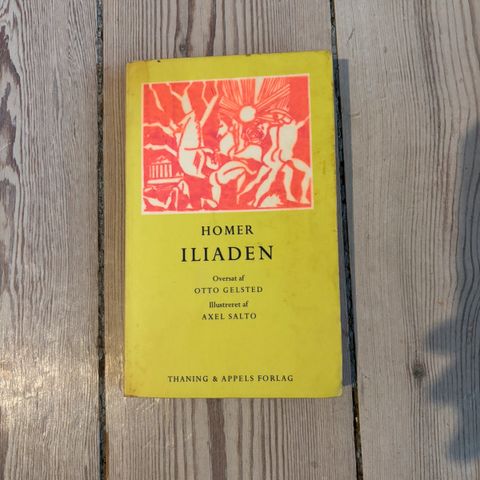 HOMER
ILIADEN
Oversat af
OTTO GELSTED
Illustreret af
AXEL SALTO
THANING & APPELS FORLAG